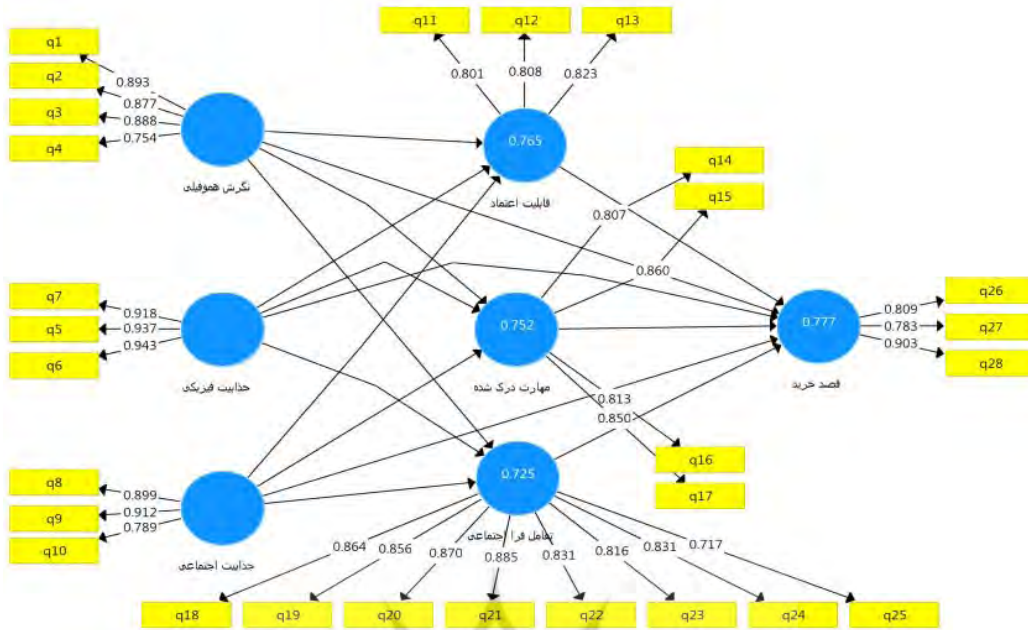 q11 q12 q13
q1
q2
q3
q4
0.893
0.877
0.888
0.754
0.801 0.808 0.823
نگرش هموفیلی
0.765
قابلیت اعتماد
q14
q15
0.807
0.860
q7
q5
q6
0.918
0.937
0.943
جذابیت فیزیکی
0.752
مهارت درک شده
0.777
قصد خرید
0.809
0.783
0.903
q26
q27
q28
0.813
0.850
q16
q17
q8
q9
q10
0.899
0.912
0.789
جذابیت اجتماعی
0.725
تعامل فرا اجتماعی
0.864 0.856 0.870 0.885 0.831 0.816 0.831 0.717
q18 q19 q20 q21 q22 q23 q24 q25